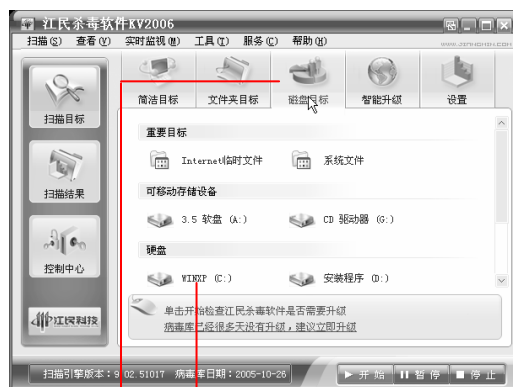 江民杀毒软件KV2006
扫描(S) 查看(V) 实时监视(M) 工具(T) 服务(C) 帮助(H)
简洁目标 文件夹目标 磁盘目标 智能升级 设置
扫描目标
扫描结果
控制中心
江民科技
重要目标
Internet临时文件 系统文件
可移动存储设备
3.5 软盘 (A:) CD 驱动器 (G:)
硬盘
WINXP (C:) 安装程序 (D:)
单击开始检查江民杀毒软件是否需要升级
病毒库已经很多天没有升级，建议立即升级
扫描引擎版本：9.02.51017 病毒库日期：2005-10-26 开始 暂停 停止